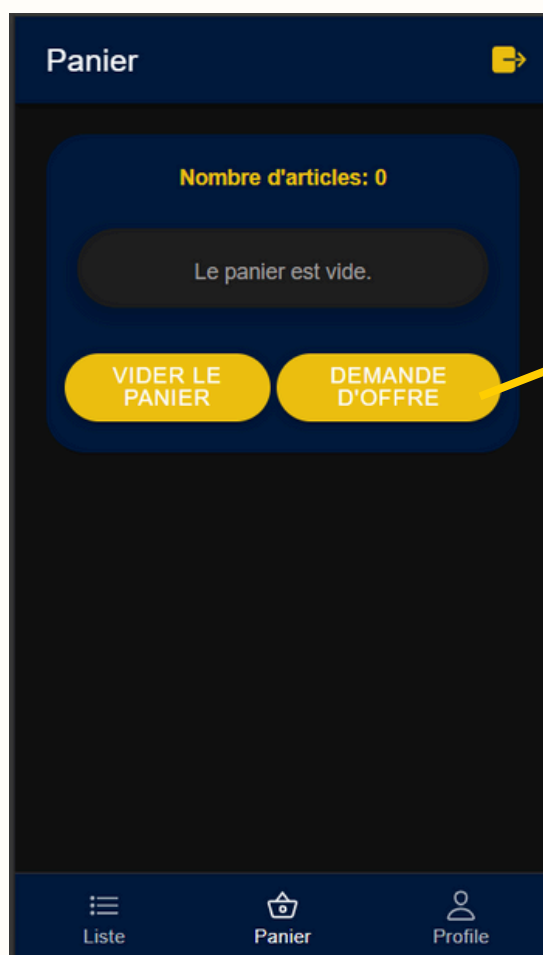 Panier
Nombre d'articles: 0
Le panier est vide.
VIDER LE
PANIER
DEMANDE
D'OFFRE
Liste
Panier
Profile